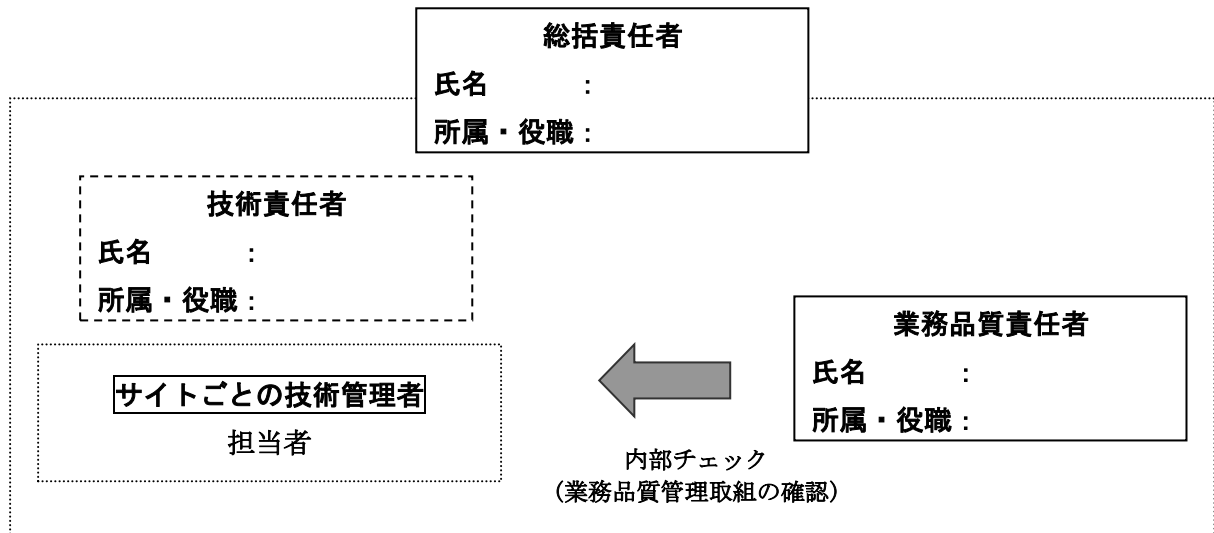 総括責任者
氏名　　　：
所属・役職：
技術責任者
氏名　　　：
所属・役職：
サイトごとの技術管理者
担当者
業務品質責任者
氏名　　　：
所属・役職：
内部チェック
（業務品質管理取組の確認）